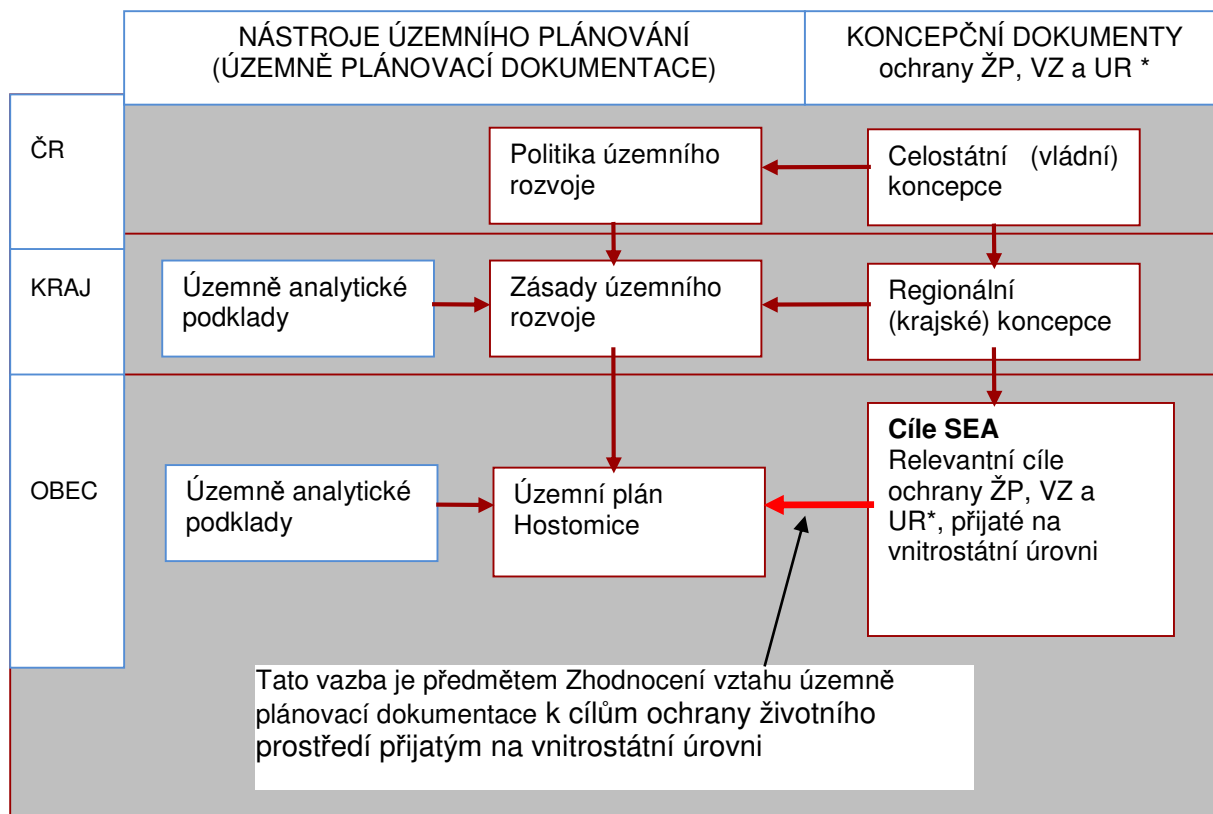 NÁSTROJE ÚZEMNÍHO PLÁNOVÁNÍ
(ÚZEMNĚ PLÁNOVACÍ DOKUMENTACE)
KONCEPČNÍ DOKUMENTY
ochrany ŽP, VZ a UR *
ČR
Politika územního
rozvoje
Celostátní (vládní)
koncepce
KRAJ
Územně analytické
podklady
Zásady územního
rozvoje
Regionální
(krajské) koncepce
OBEC
Územně analytické
podklady
Územní plán
Hostomice
Cíle SEA
Relevantní cíle
ochrany ŽP, VZ a
UR*, přijaté na
vnitrostátní úrovni
Tato vazba je předmětem Zhodnocení vztahu územně
plánovací dokumentace k cílům ochrany životního
prostředí přijatým na vnitrostátní úrovni